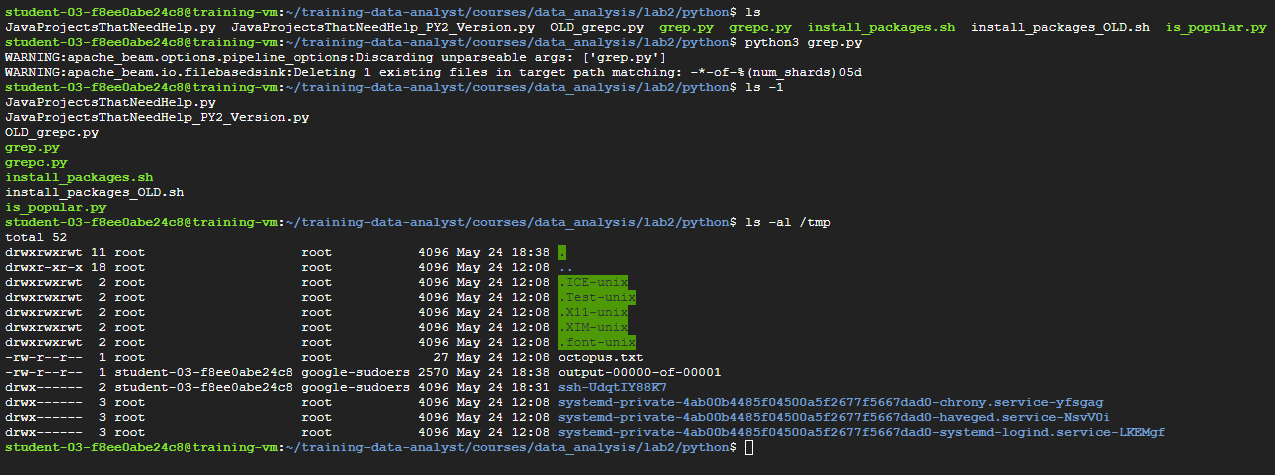 student-03-f8ee0abe24c8@training-vm:~/training-data-analyst/courses/data_analysis/lab2/python$ ls
JavaProjectsThatNeedHelp.py  JavaProjectsThatNeedHelp_PY2_Version.py  OLD_grepc.py  grep.py  grepc.py  install_packages.sh  install_packages_OLD.sh  is_popular.py
student-03-f8ee0abe24c8@training-vm:~/training-data-analyst/courses/data_analysis/lab2/python$ python3 grep.py
WARNING:apache_beam.options.pipeline_options:Discarding unparseable args: ['grep.py']
WARNING:apache_beam.io.filebasedsink:Deleting 1 existing files in target path matching: -*-of-%(num_shards)05d
student-03-f8ee0abe24c8@training-vm:~/training-data-analyst/courses/data_analysis/lab2/python$ ls -1
JavaProjectsThatNeedHelp.py
JavaProjectsThatNeedHelp_PY2_Version.py
OLD_grepc.py
grep.py
grepc.py
install_packages.sh
install_packages_OLD.sh
is_popular.py
student-03-f8ee0abe24c8@training-vm:~/training-data-analyst/courses/data_analysis/lab2/python$ ls -al /tmp
total 52
drwxrwxrwt 11 root                    root           4096 May 24 18:38 .
drwxr-xr-x 18 root                    root           4096 May 24 12:08 ..
drwxrwxrwt  2 root                    root           4096 May 24 12:08 .ICE-unix
drwxrwxrwt  2 root                    root           4096 May 24 12:08 .Test-unix
drwxrwxrwt  2 root                    root           4096 May 24 12:08 .X11-unix
drwxrwxrwt  2 root                    root           4096 May 24 12:08 .XIM-unix
drwxrwxrwt  2 root                    root           4096 May 24 12:08 .font-unix
-rw-r--r--  1 root                    root             27 May 24 12:08 octopus.txt
-rw-r--r--  1 student-03-f8ee0abe24c8 google-sudoers 2570 May 24 18:38 output-00000-of-00001
drwx------  2 student-03-f8ee0abe24c8 google-sudoers 4096 May 24 18:31 ssh-UdqtIY88K7
drwx------  3 root                    root           4096 May 24 12:08 systemd-private-4ab00b4485f04500a5f2677f5667dad0-chrony.service-yfsgag
drwx------  3 root                    root           4096 May 24 12:08 systemd-private-4ab00b4485f04500a5f2677f5667dad0-haveged.service-NsvV0i
drwx------  3 root                    root           4096 May 24 12:08 systemd-private-4ab00b4485f04500a5f2677f5667dad0-systemd-logind.service-LKEMgf
student-03-f8ee0abe24c8@training-vm:~/training-data-analyst/courses/data_analysis/lab2/python$